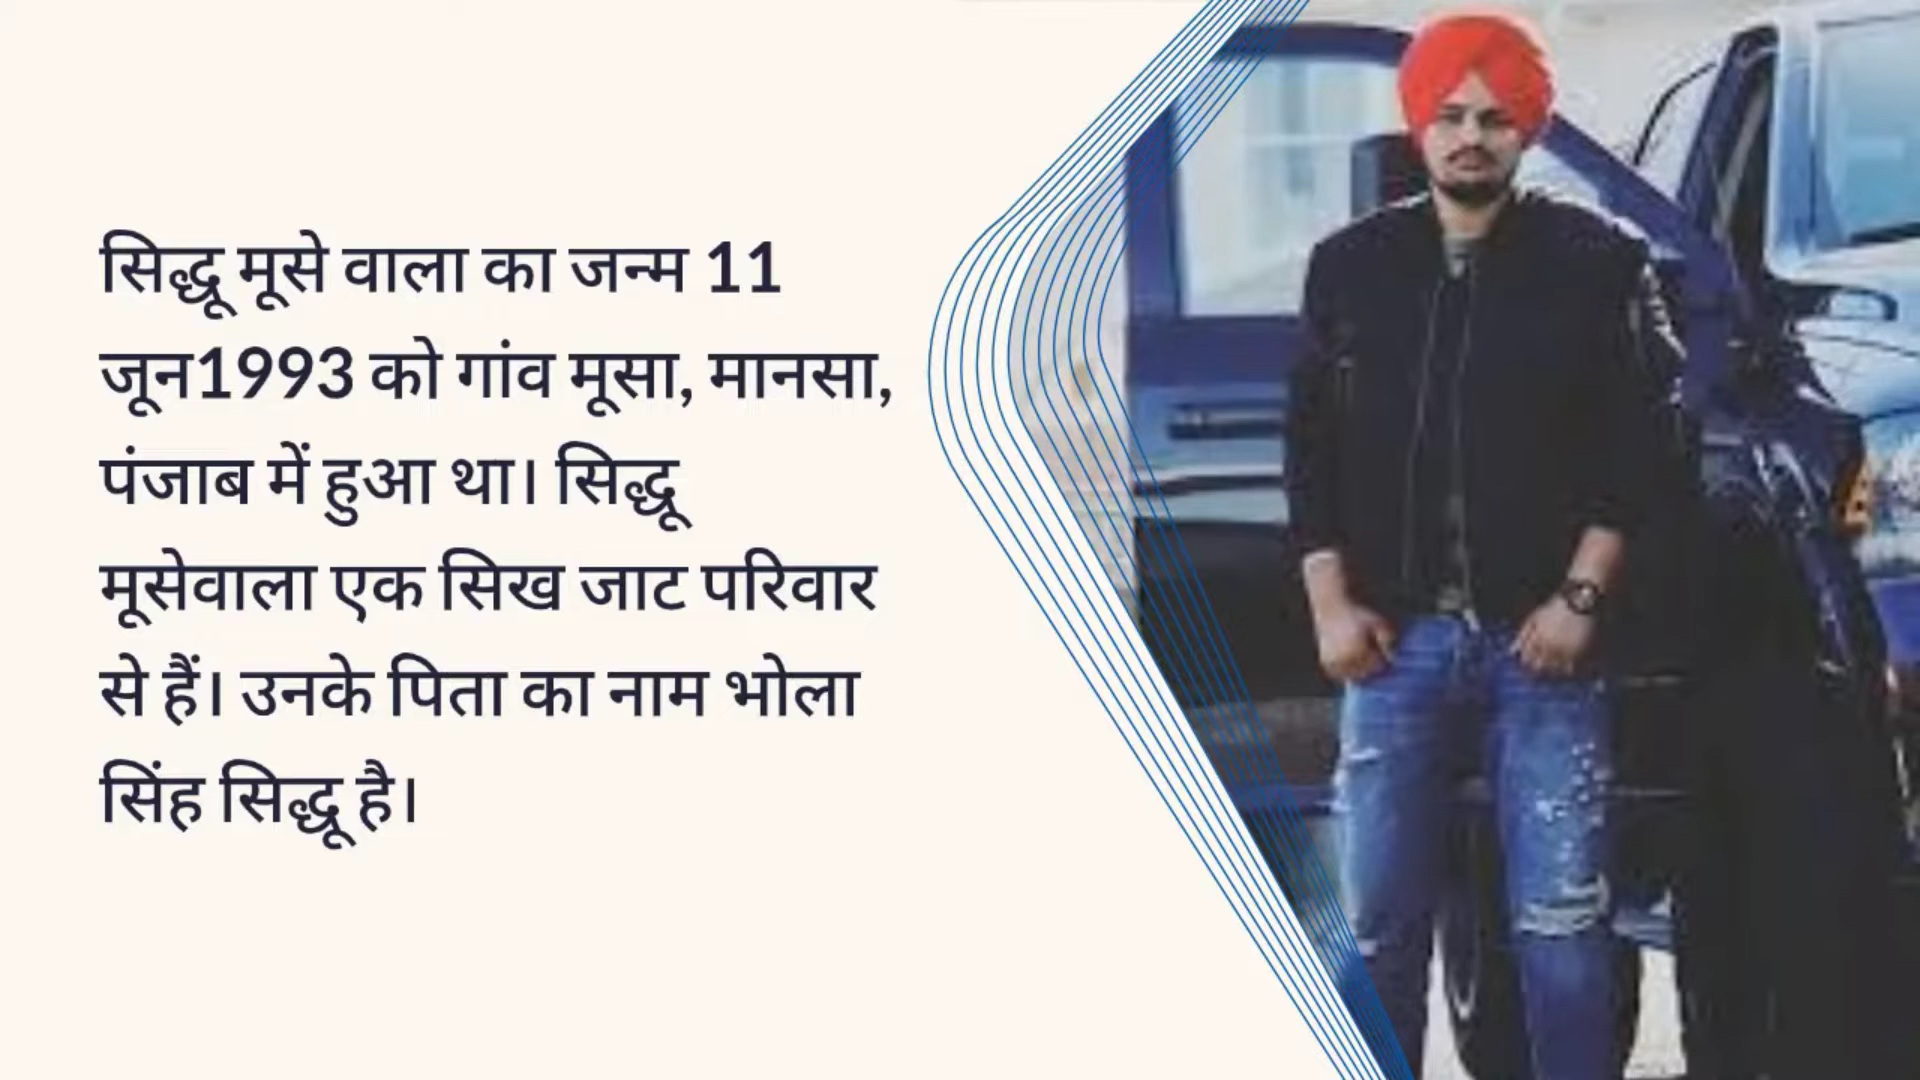 सिद्धू मूसे वाला का जन्म 11
जून1993 को गांव मूसा, मानसा,
पंजाब में हुआ था। सिद्धू
मूसेवाला एक सिख जाट परिवार
से हैं। उनके पिता का नाम भोला
सिंह सिद्धू है।